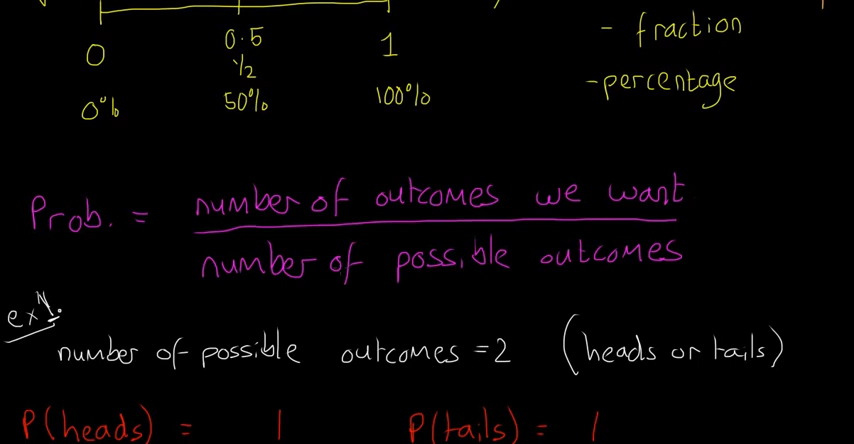 0 0.5 1
1/2
0% 50% 100%
- fraction
- percentage
Prob. = number of outcomes we want
number of possible outcomes
ex
number of possible outcomes = 2 (heads or tails)
P(heads) = 1 P(tails) = 1